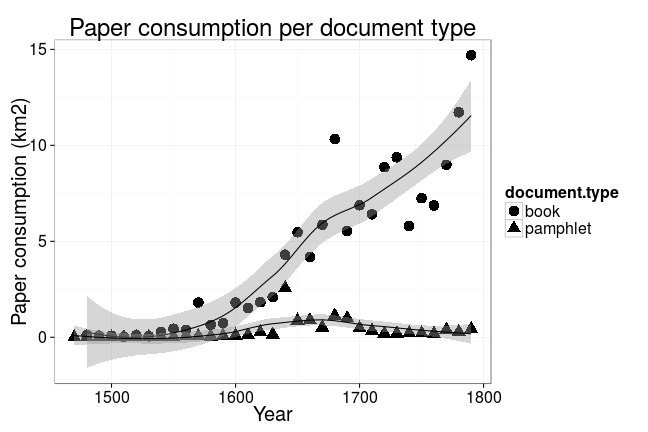 Paper consumption per document type
Paper consumption (km2)
15
10
5
0
1500
1600
1700
1800
Year
document.type
book
pamphlet